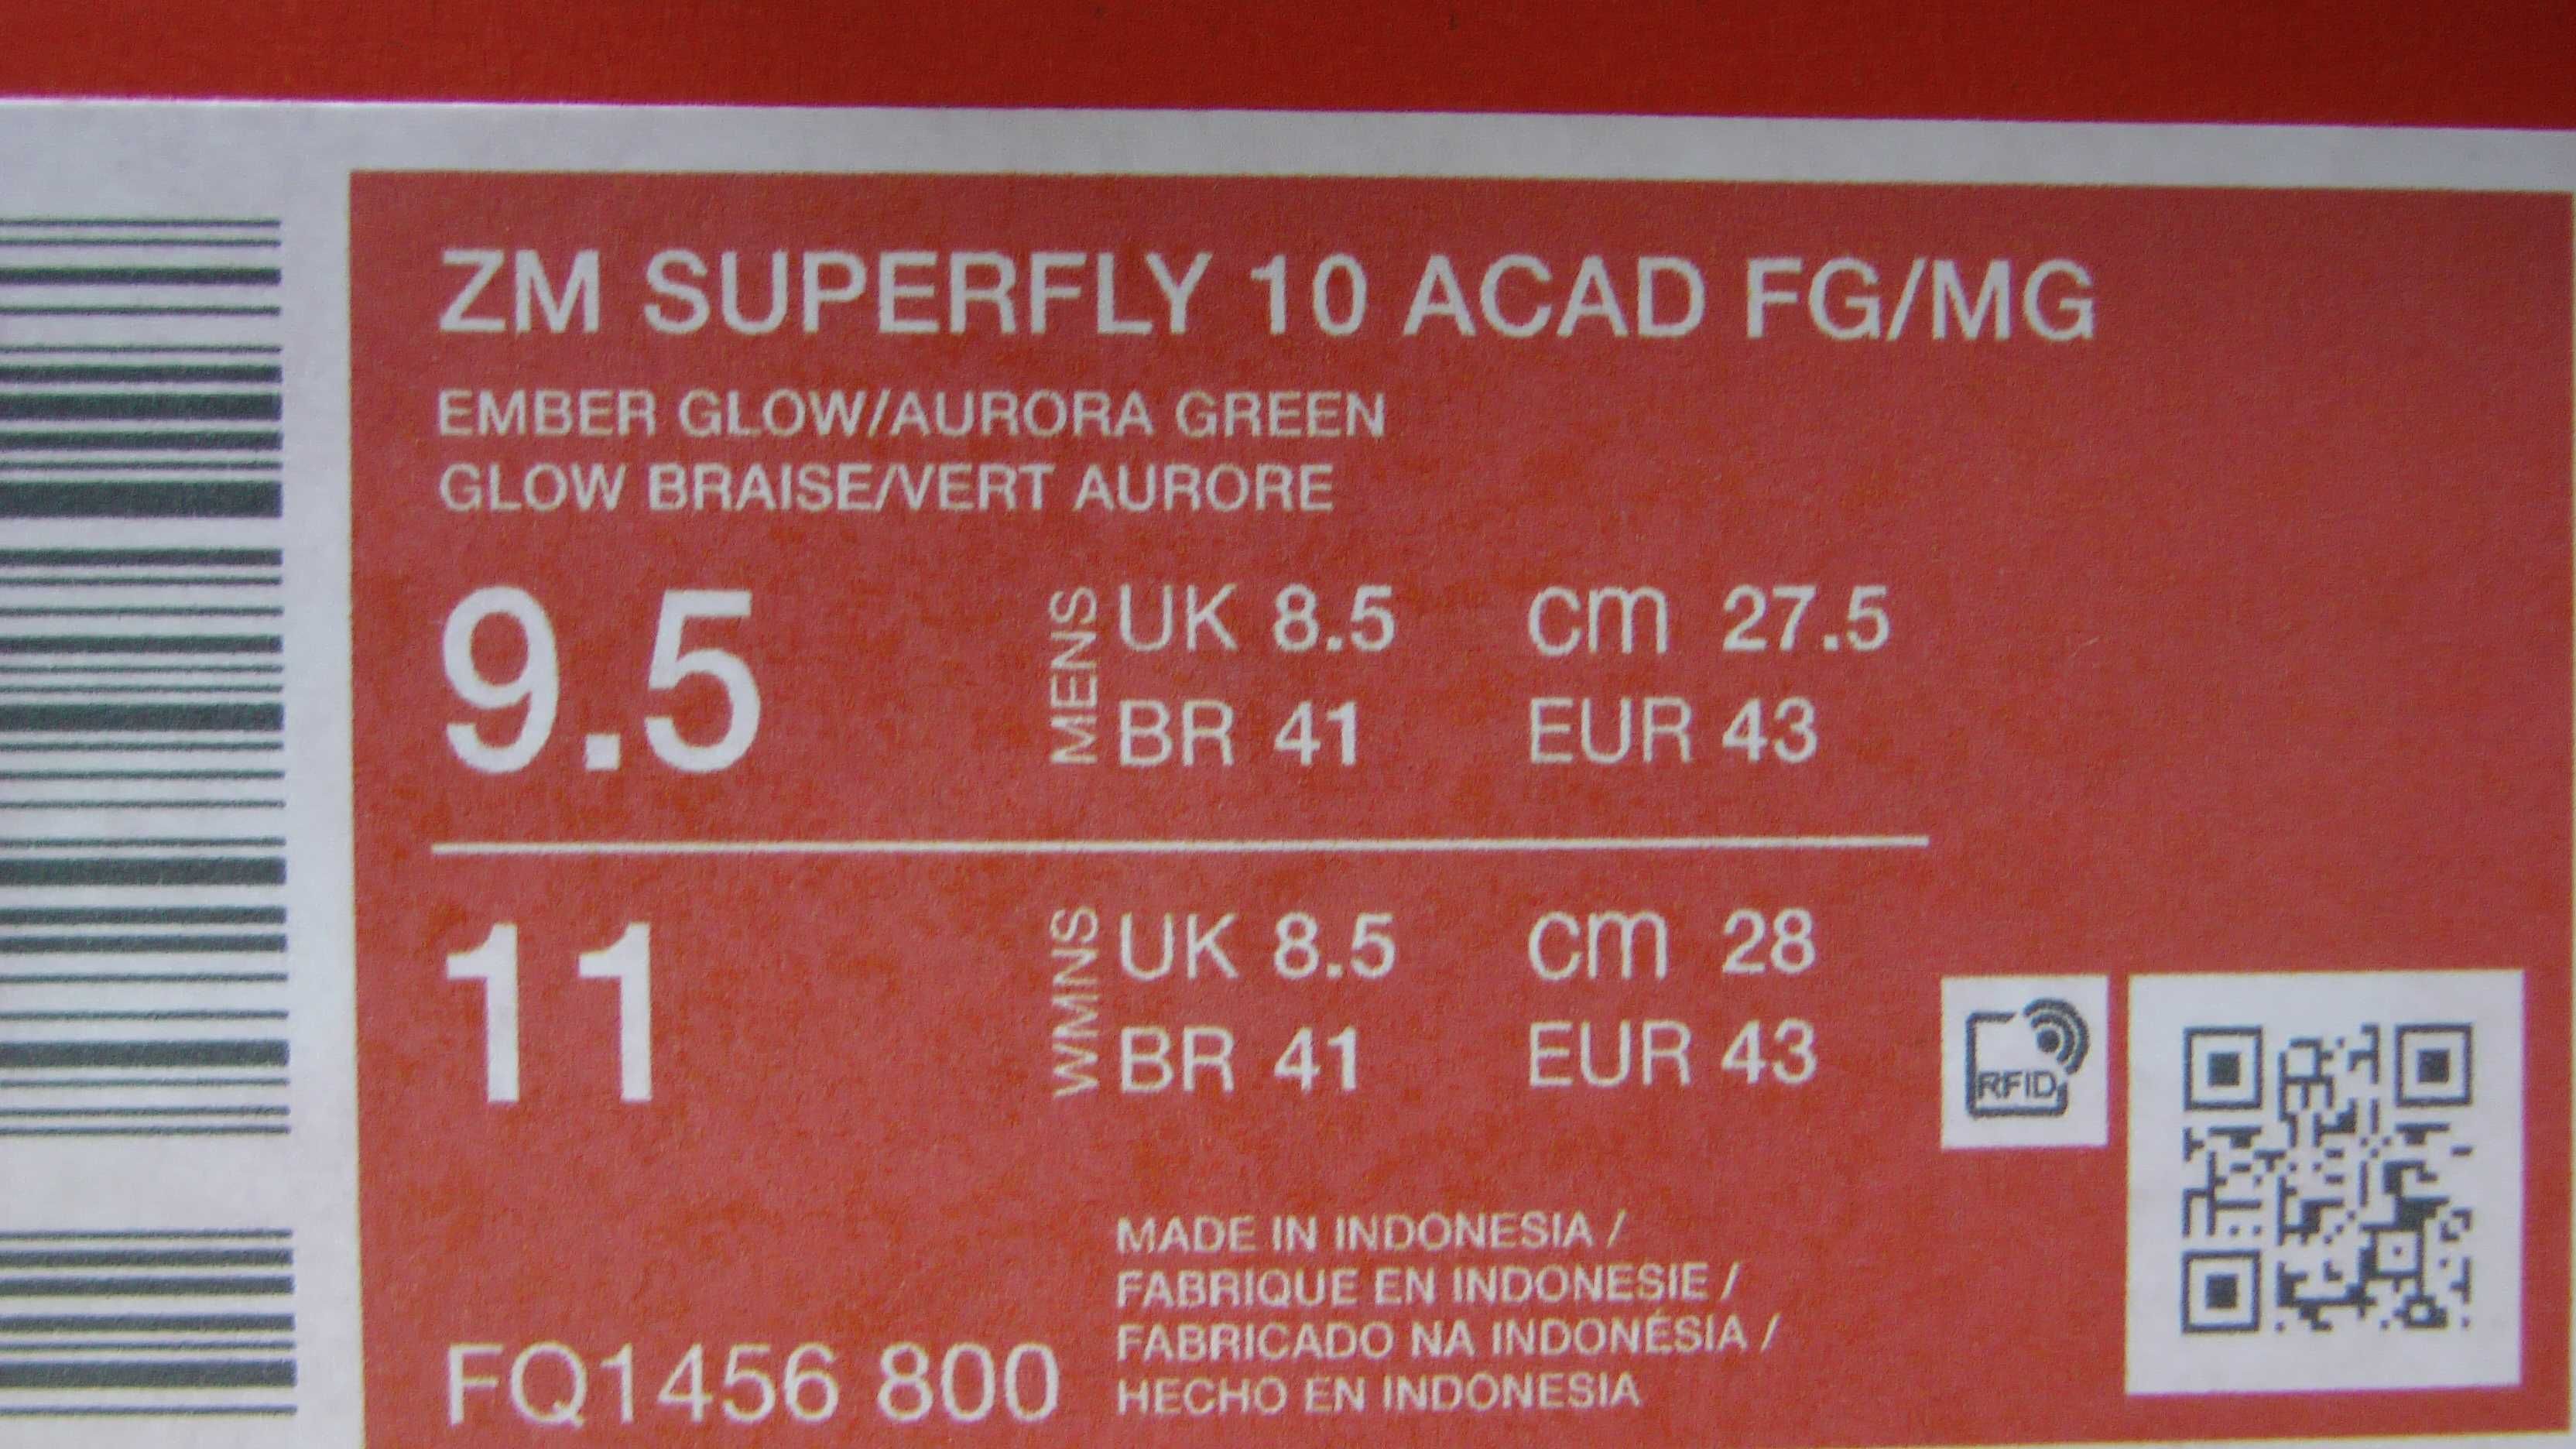 ZM SUPERFLY 10 ACAD FG/MG
EMBER GLOW/AURORA GREEN
GLOW BRAISE/VERT AURORE
9.5 MENS UK 8.5 cm 27.5
BR 41 EUR 43
11 WMNS UK 8.5 cm 28
BR 41 EUR 43
RFID
MADE IN INDONESIA /
FABRIQUE EN INDONESIE /
FABRICADO NA INDONÉSIA /
HECHO EN INDONESIA
FQ1456 800